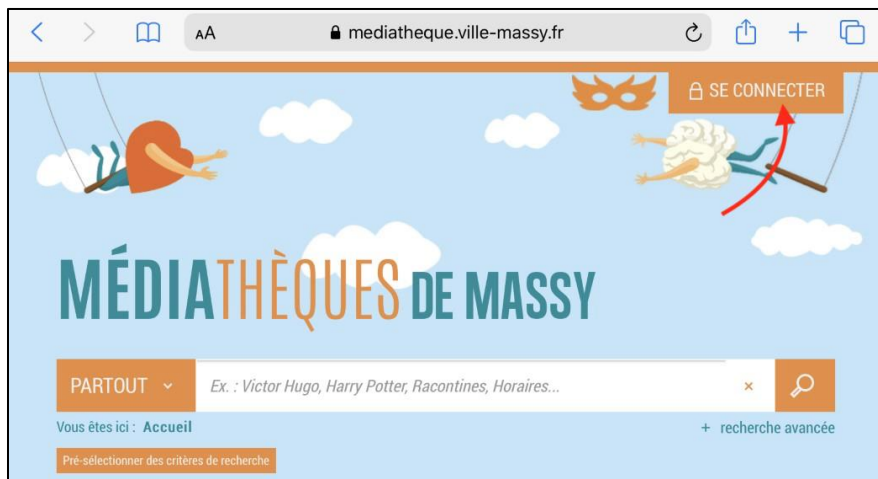 AA mediatheque.ville-massy.fr
SE CONNECTER
MÉDIATHÈQUES DE MASSY
PARTOUT Ex. : Victor Hugo, Harry Potter, Racontines, Horaires...
Vous êtes ici : Accueil + recherche avancée
Pré-sélectionner des critères de recherche